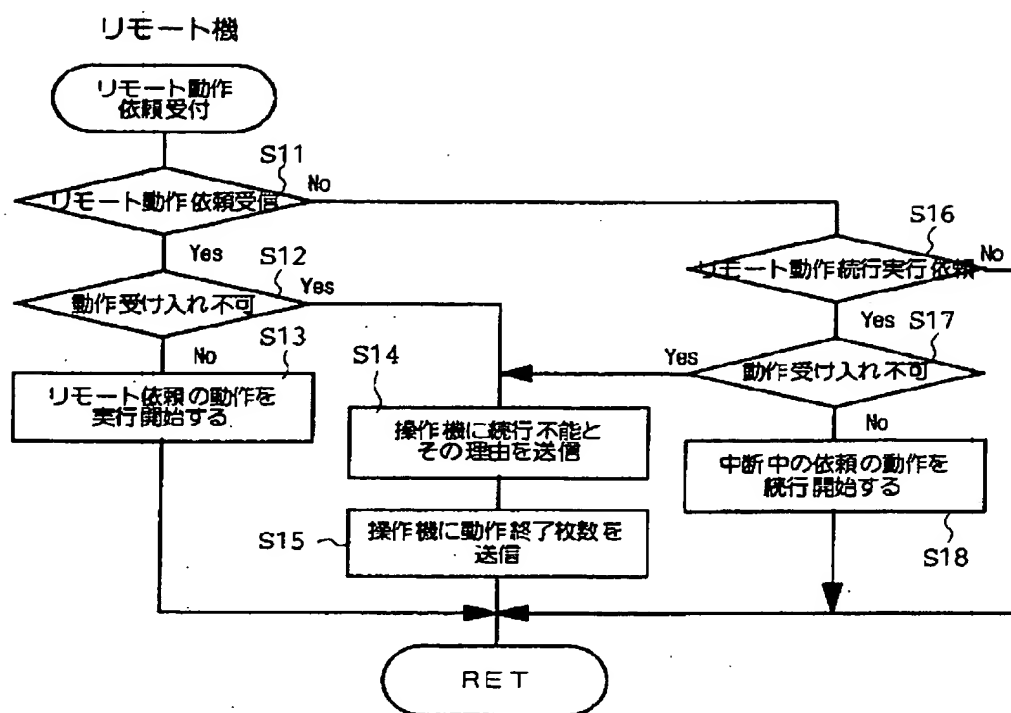 リモート機
リモート動作
依頼受付
S11
リモート動作依頼受信
No
Yes
S12
動作受け入れ不可
Yes
No
S13
リモート依頼の動作を
実行開始する
S14
操作機に続行不能と
その理由を送信
S15
操作機に動作終了枚数を
送信
S16
リモート動作続行実行依頼
No
Yes
S17
動作受け入れ不可
Yes
No
中断中の依頼の動作を
続行開始する
S18
RET